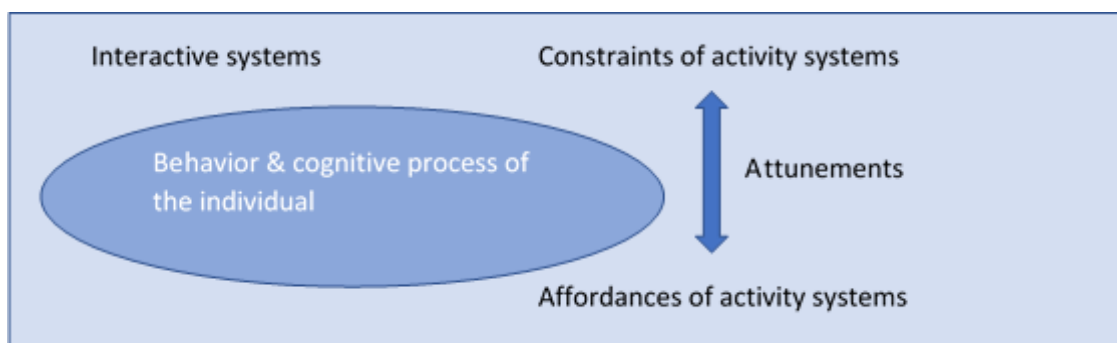 Interactive systems
Constraints of activity systems
Behavior & cognitive process of
the individual
Attunements
Affordances of activity systems